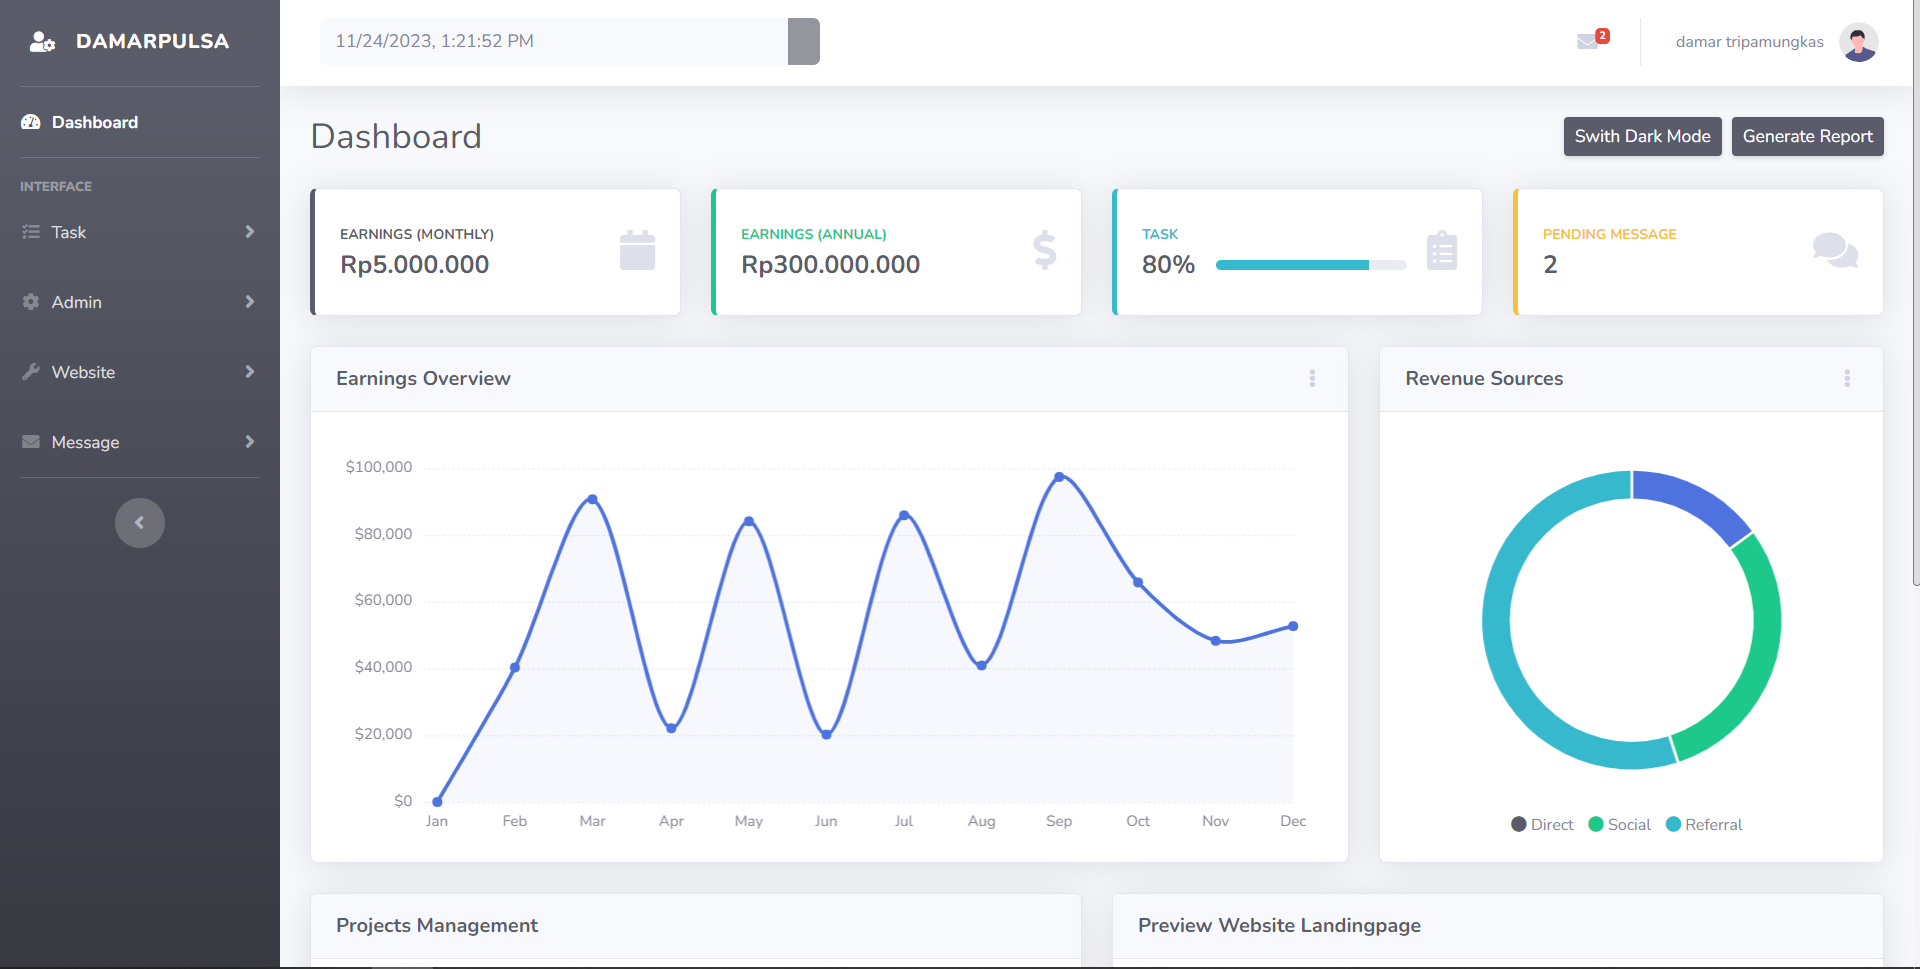 DAMARPULSA
Dashboard
INTERFACE
Task
Admin
Website
Message
11/24/2023, 1:21:52 PM
2
damar tripamungkas
Dashboard
Swith Dark Mode
Generate Report
EARNINGS (MONTHLY)
Rp5.000.000
EARNINGS (ANNUAL)
Rp300.000.000
TASK
80%
PENDING MESSAGE
2
Earnings Overview
$100,000
$80,000
$60,000
$40,000
$20,000
$0
Jan Feb Mar Apr May Jun Jul Aug Sep Oct Nov Dec
Revenue Sources
Direct Social Referral
Projects Management
Preview Website Landingpage